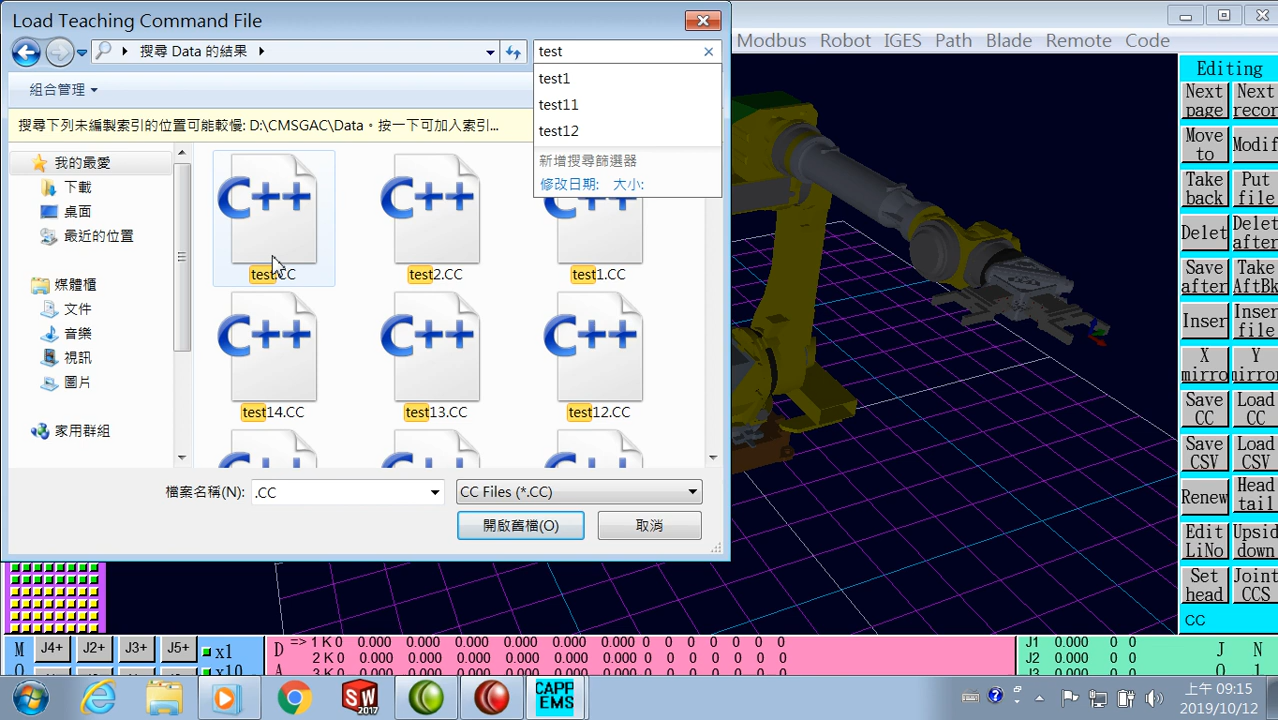 Load Teaching Command File
搜尋 Data 的結果
test
test1
test11
test12
新增搜尋篩選器
修改日期: 大小:
組合管理
搜尋下列未編製索引的位置可能較慢: D:\CMSGAC\Data。按一下可加入索引...
我的最愛
下載
桌面
最近的位置
媒體櫃
文件
音樂
視訊
圖片
家用群組
C++
C++
C++
test.CC
test2.CC
test1.CC
C++
C++
C++
test14.CC
test13.CC
test12.CC
檔案名稱(N):
.CC
CC Files (*.CC)
開啟舊檔(O)
取消
Modbus Robot IGES Path Blade Remote Code
Editing
Next page
Next recor
Move to
Modif
Take back
Put file
Delet
Delet after
Save after
Take AftBk
Inser
Inser file
X mirro
Y mirro
Save CC
Load CC
Save CSV
Load CSV
Renew
Head tail
Edit LiNo
Upsid down
Set head
Joint CCS
CC
M
J4+ J2+ J3+ J5+
x1
x10
D
=> 1 K 0 0.000 0.000 0.000 0.000 0.000 0.000 0 0 0 0 0 0
2 K 0 0.000 0.000 0.000 0.000 0.000 0.000 0 0 0 0 0 0
J1 0.000 0 0
J2 0.000 0 0
J N
SW
2017
CAPP
EMS
上午 09:15
2019/10/12